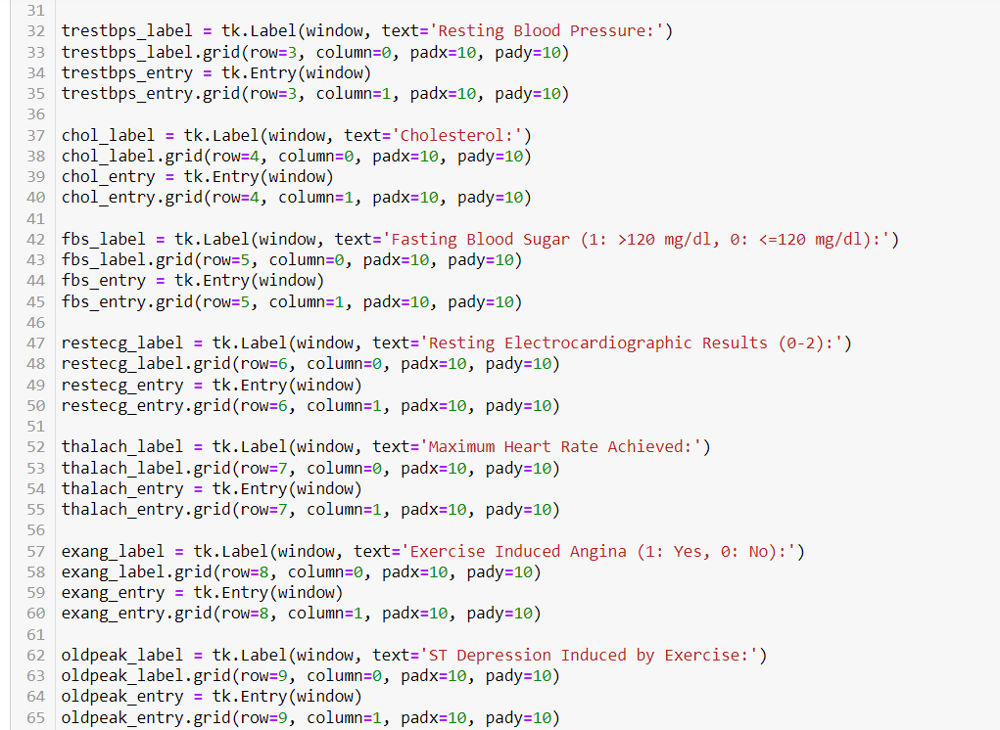 31
32 trestbps_label = tk.Label(window, text='Resting Blood Pressure:')
33 trestbps_label.grid(row=3, column=0, padx=10, pady=10)
34 trestbps_entry = tk.Entry(window)
35 trestbps_entry.grid(row=3, column=1, padx=10, pady=10)
36
37 chol_label = tk.Label(window, text='Cholesterol:')
38 chol_label.grid(row=4, column=0, padx=10, pady=10)
39 chol_entry = tk.Entry(window)
40 chol_entry.grid(row=4, column=1, padx=10, pady=10)
41
42 fbs_label = tk.Label(window, text='Fasting Blood Sugar (1: >120 mg/dl, 0: <=120 mg/dl):')
43 fbs_label.grid(row=5, column=0, padx=10, pady=10)
44 fbs_entry = tk.Entry(window)
45 fbs_entry.grid(row=5, column=1, padx=10, pady=10)
46
47 restecg_label = tk.Label(window, text='Resting Electrocardiographic Results (0-2):')
48 restecg_label.grid(row=6, column=0, padx=10, pady=10)
49 restecg_entry = tk.Entry(window)
50 restecg_entry.grid(row=6, column=1, padx=10, pady=10)
51
52 thalach_label = tk.Label(window, text='Maximum Heart Rate Achieved:')
53 thalach_label.grid(row=7, column=0, padx=10, pady=10)
54 thalach_entry = tk.Entry(window)
55 thalach_entry.grid(row=7, column=1, padx=10, pady=10)
56
57 exang_label = tk.Label(window, text='Exercise Induced Angina (1: Yes, 0: No):')
58 exang_label.grid(row=8, column=0, padx=10, pady=10)
59 exang_entry = tk.Entry(window)
60 exang_entry.grid(row=8, column=1, padx=10, pady=10)
61
62 oldpeak_label = tk.Label(window, text='ST Depression Induced by Exercise:')
63 oldpeak_label.grid(row=9, column=0, padx=10, pady=10)
64 oldpeak_entry = tk.Entry(window)
65 oldpeak_entry.grid(row=9, column=1, padx=10, pady=10)